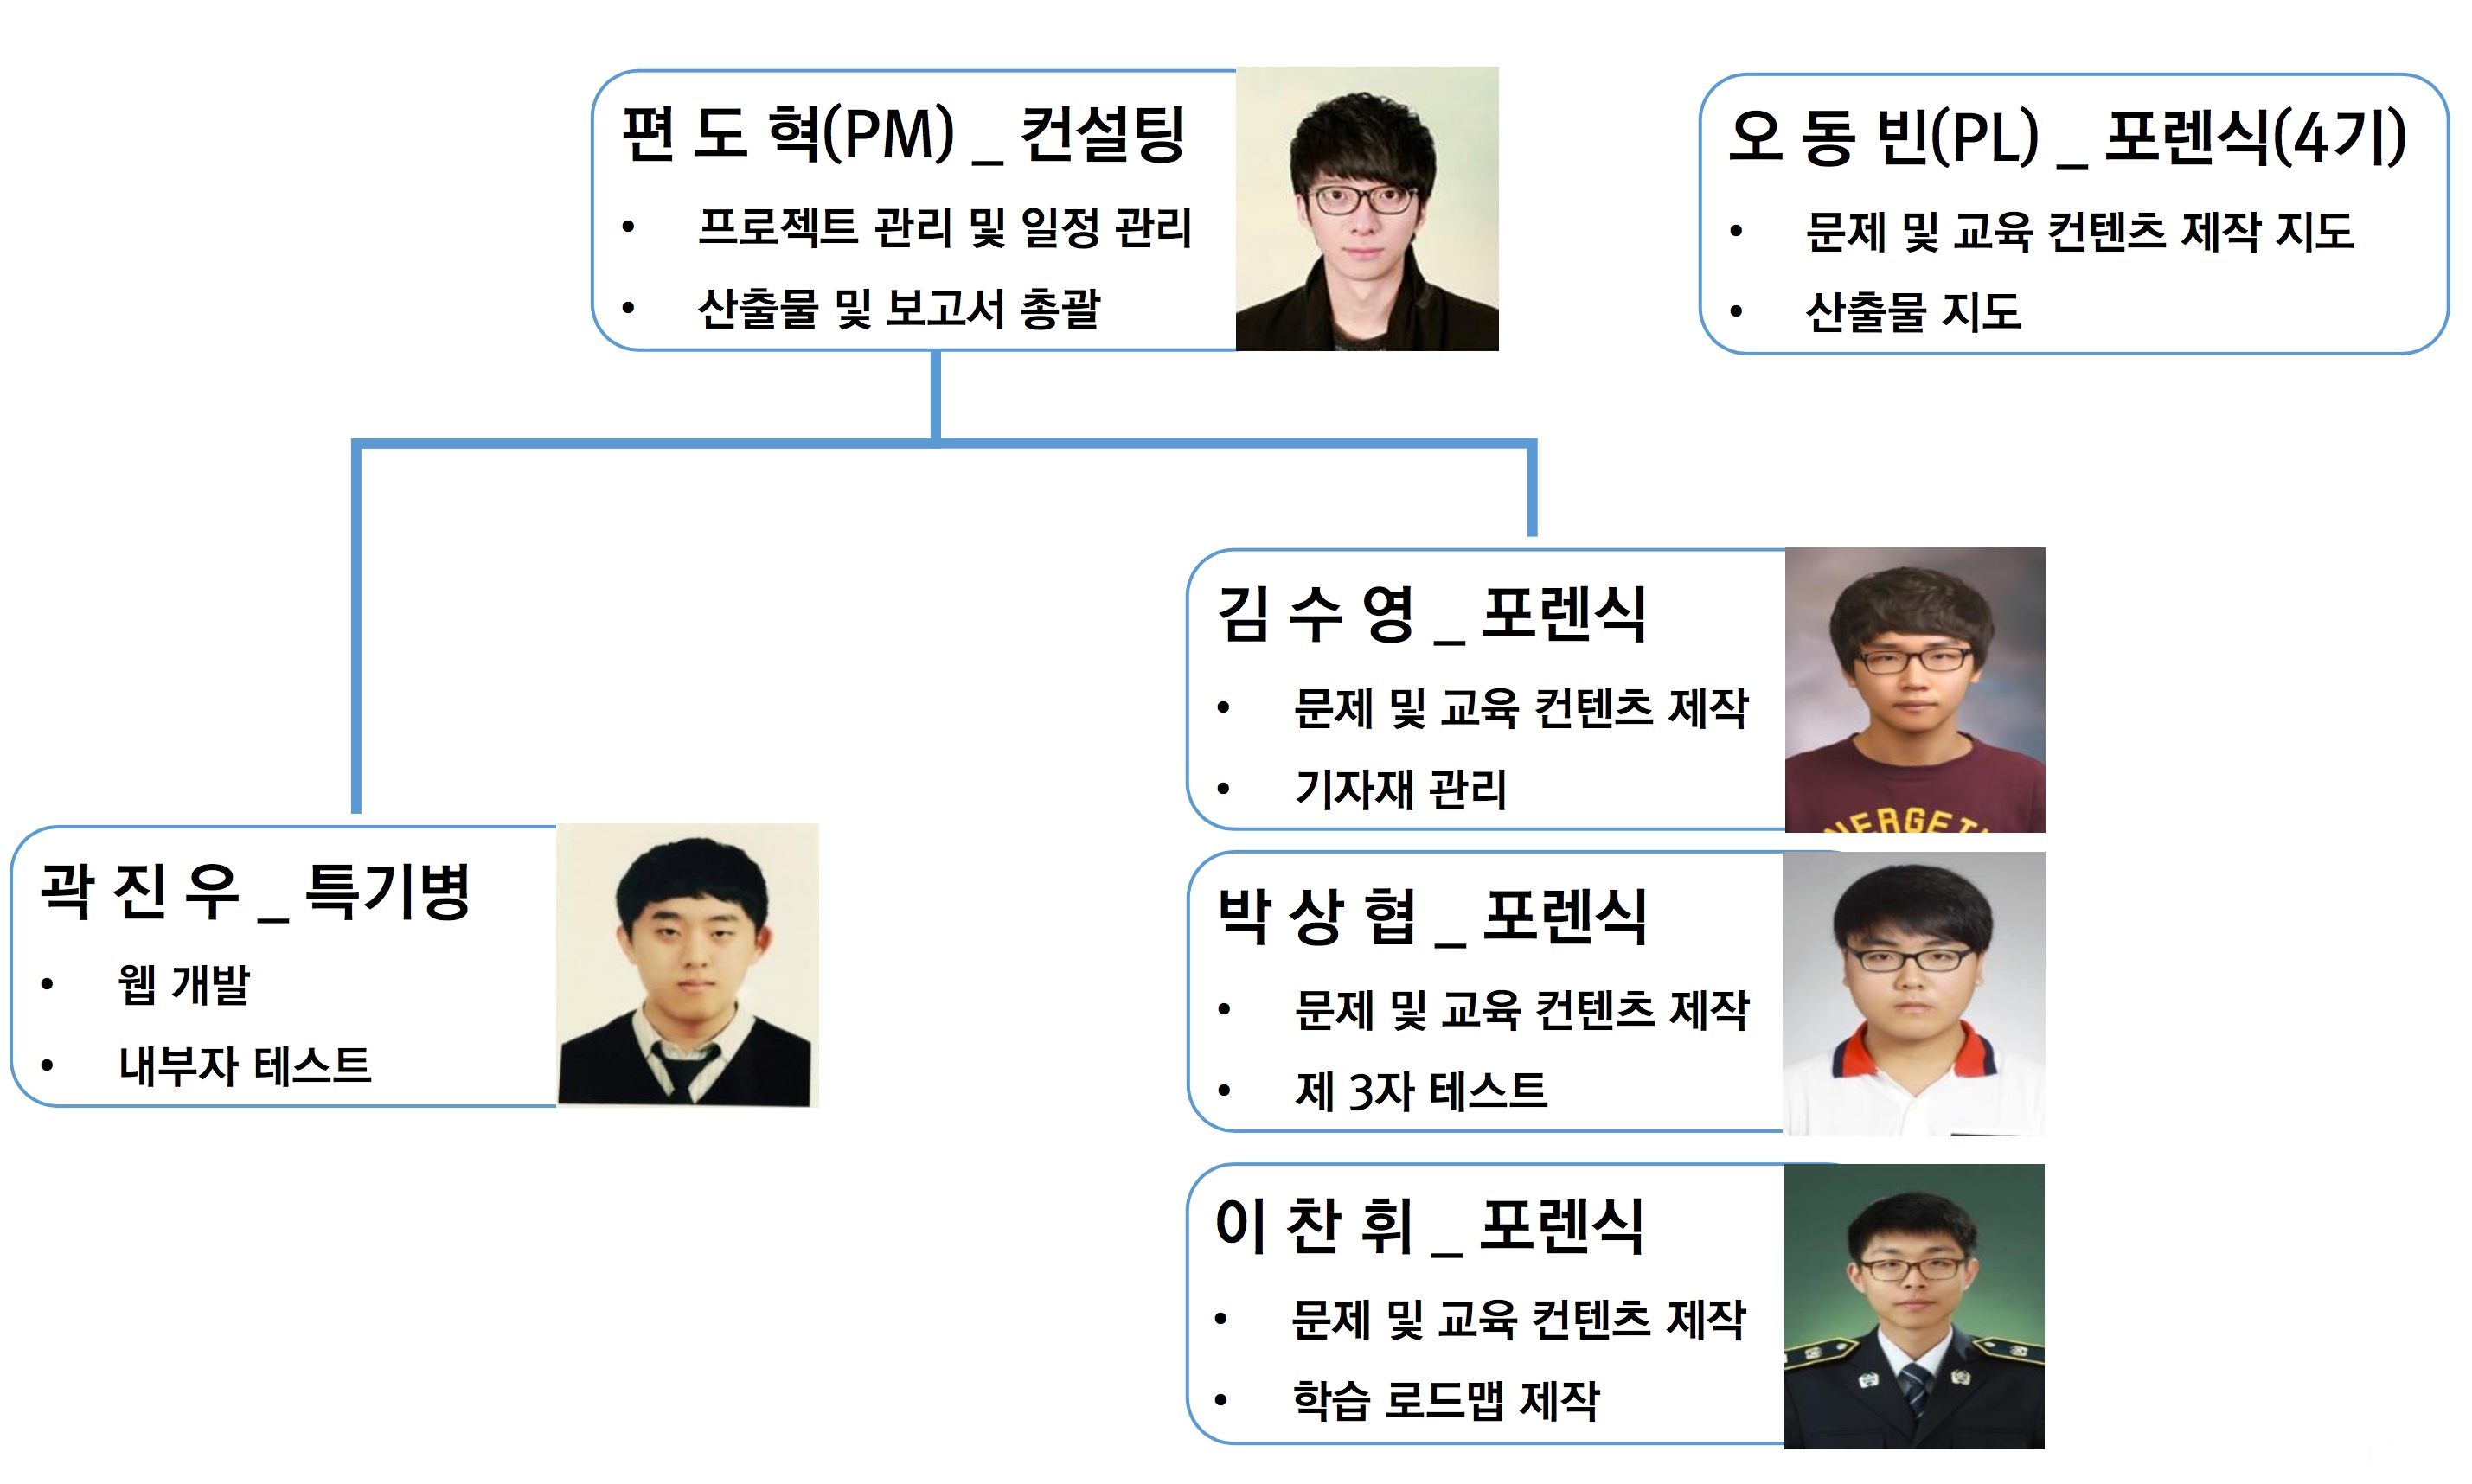 편 도 혁(PM) _ 컨설팅
• 프로젝트 관리 및 일정 관리
• 산출물 및 보고서 총괄
오 동 빈(PL) _ 포렌식(4기)
• 문제 및 교육 컨텐츠 제작 지도
• 산출물 지도
김 수 영 _ 포렌식
• 문제 및 교육 컨텐츠 제작
• 기자재 관리
곽 진 우 _ 특기병
• 웹 개발
• 내부자 테스트
박 상 협 _ 포렌식
• 문제 및 교육 컨텐츠 제작
• 제 3자 테스트
이 찬 휘 _ 포렌식
• 문제 및 교육 컨텐츠 제작
• 학습 로드맵 제작